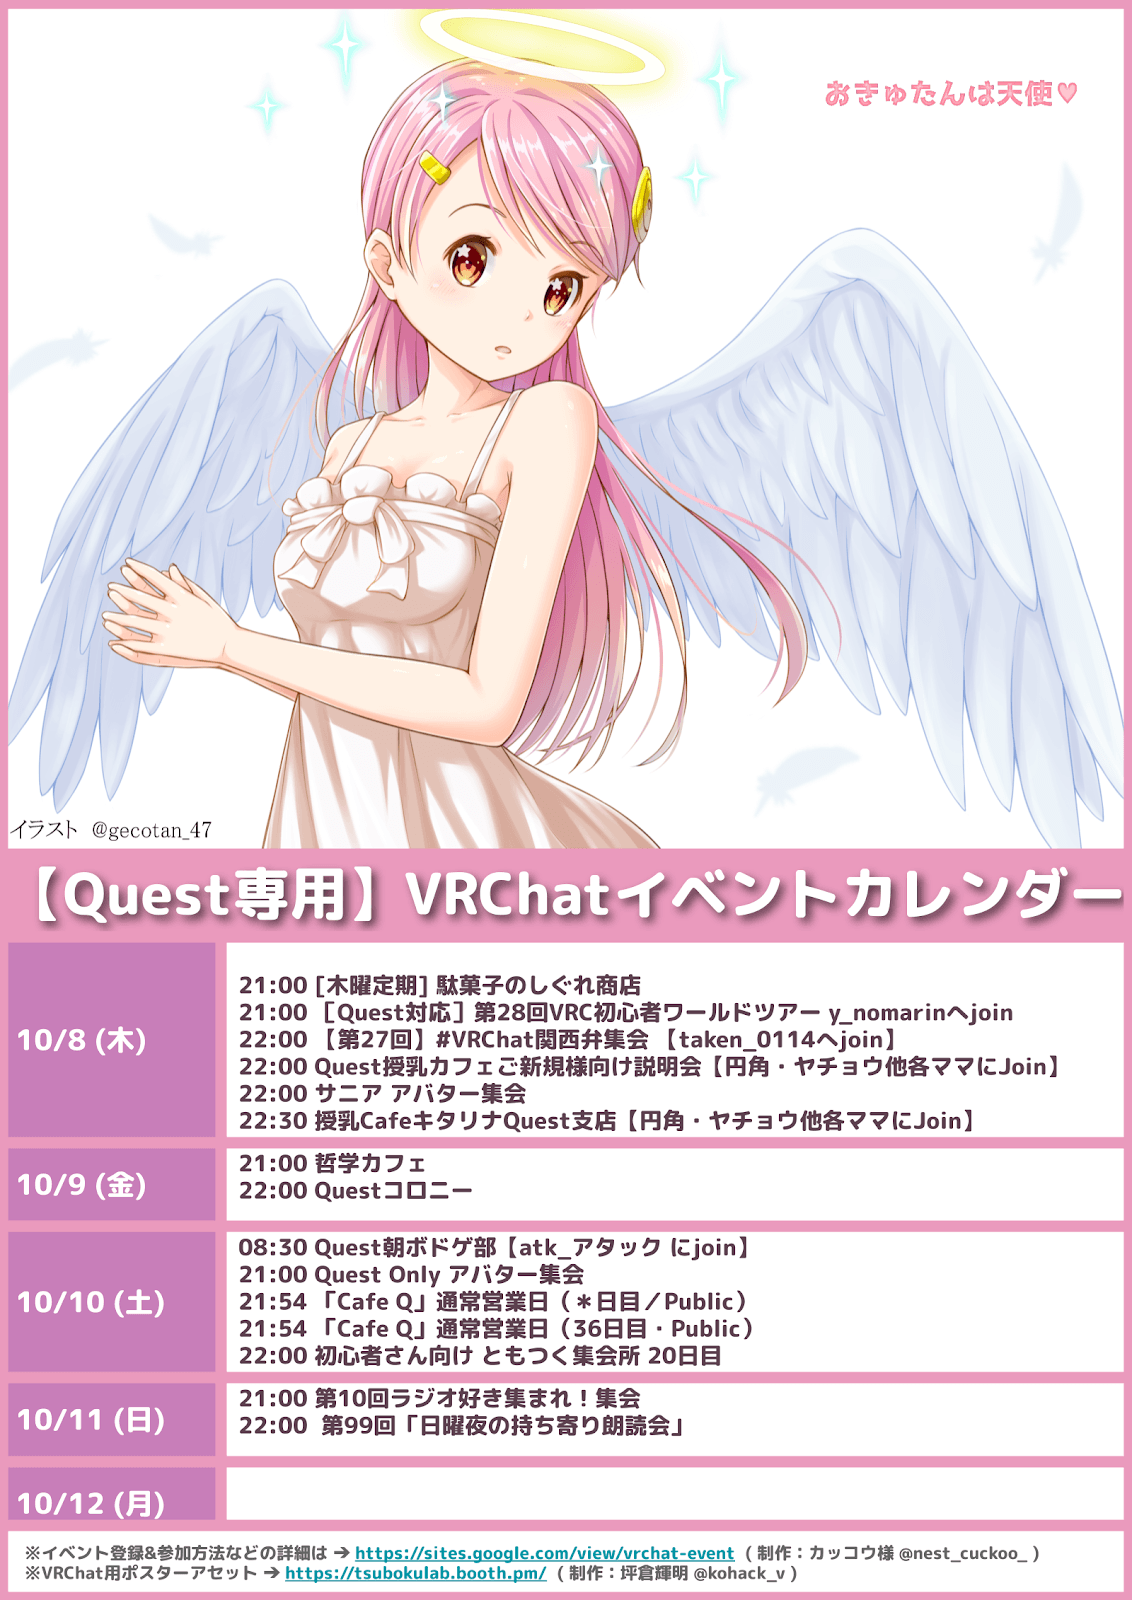 おきゅたんは天使♥
イラスト @gecotan_47
【Quest専用】VRChatイベントカレンダー
10/8 (木)
21:00 [木曜定期] 駄菓子のしぐれ商店
21:00 ［Quest対応］第28回VRC初心者ワールドツアー y_nomarinへjoin
22:00 【第27回】#VRChat関西弁集会 【taken_0114へjoin】
22:00 Quest授乳カフェご新規様向け説明会【円角・ヤチョウ他各ママにJoin】
22:00 サニア アバター集会
22:30 授乳CafeキタリナQuest支店【円角・ヤチョウ他各ママにJoin】
10/9 (金)
21:00 哲学カフェ
22:00 Questコロニー
10/10 (土)
08:30 Quest朝ボドゲ部【atk_アタック にjoin】
21:00 Quest Only アバター集会
21:54 「Cafe Q」通常営業日（＊日目／Public）
21:54 「Cafe Q」通常営業日（36日目・Public）
22:00 初心者さん向け ともつく集会所 20日目
10/11 (日)
21:00 第10回ラジオ好き集まれ！集会
22:00 第99回「日曜夜の持ち寄り朗読会」
10/12 (月)
※イベント登録&参加方法などの詳細は ➔ https://sites.google.com/view/vrchat-event （ 制作：カッコウ様 @nest_cuckoo_ ）
※VRChat用ポスターアセット ➔ https://tsubokulab.booth.pm/ （ 制作：坪倉輝明 @kohack_v ）